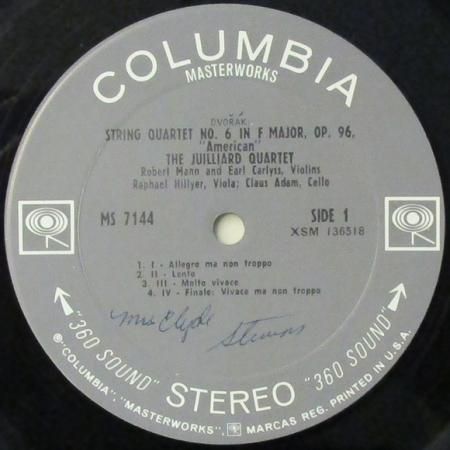 COLUMBIA
MASTERWORKS
DVOŘÁK:
STRING QUARTET NO. 6 IN F MAJOR, OP. 96,
"American"
THE JUILLIARD QUARTET
Robert Mann and Earl Carlyss, Violins
Raphael Hillyer, Viola; Claus Adam, Cello
MS 7144
SIDE 1
XSM 136518
1. I - Allegro ma non troppo
2. II - Lento
3. III - Molto vivace
4. IV - Finale: Vivace ma non troppo
Mrs Clyde Stevens
"360 SOUND" STEREO "360 SOUND"
℗ "COLUMBIA", "MASTERWORKS", MARCAS REG. PRINTED IN U.S.A.